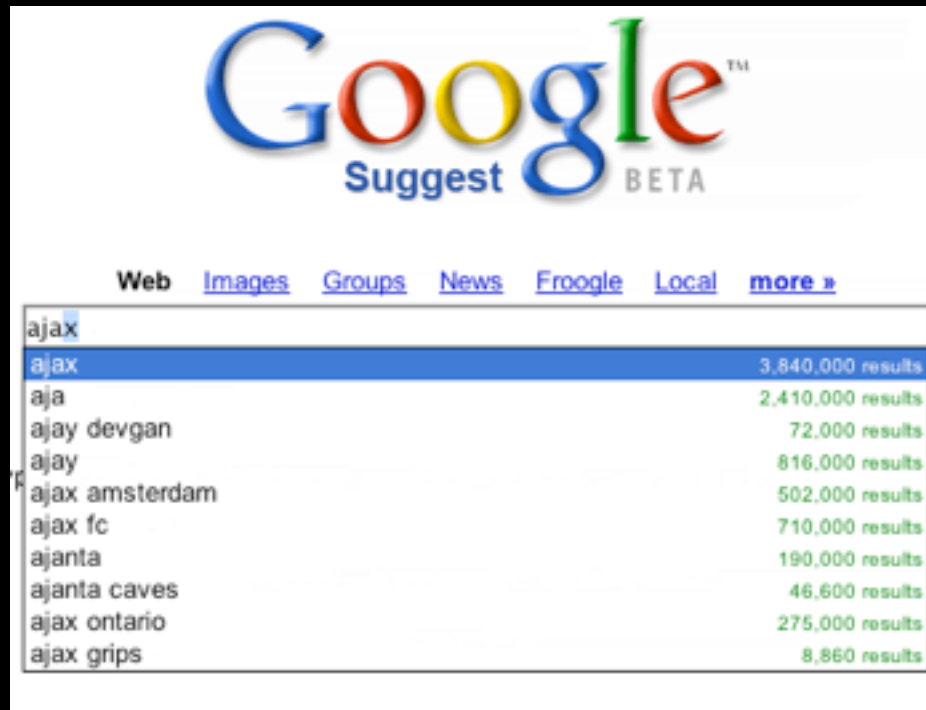 Google™
Suggest BETA
Web Images Groups News Froogle Local more »
ajax
ajax 3,840,000 results
aja 2,410,000 results
ajay devgan 72,000 results
ajay 816,000 results
ajax amsterdam 502,000 results
ajax fc 710,000 results
ajanta 190,000 results
ajanta caves 46,600 results
ajax ontario 275,000 results
ajax grips 8,860 results